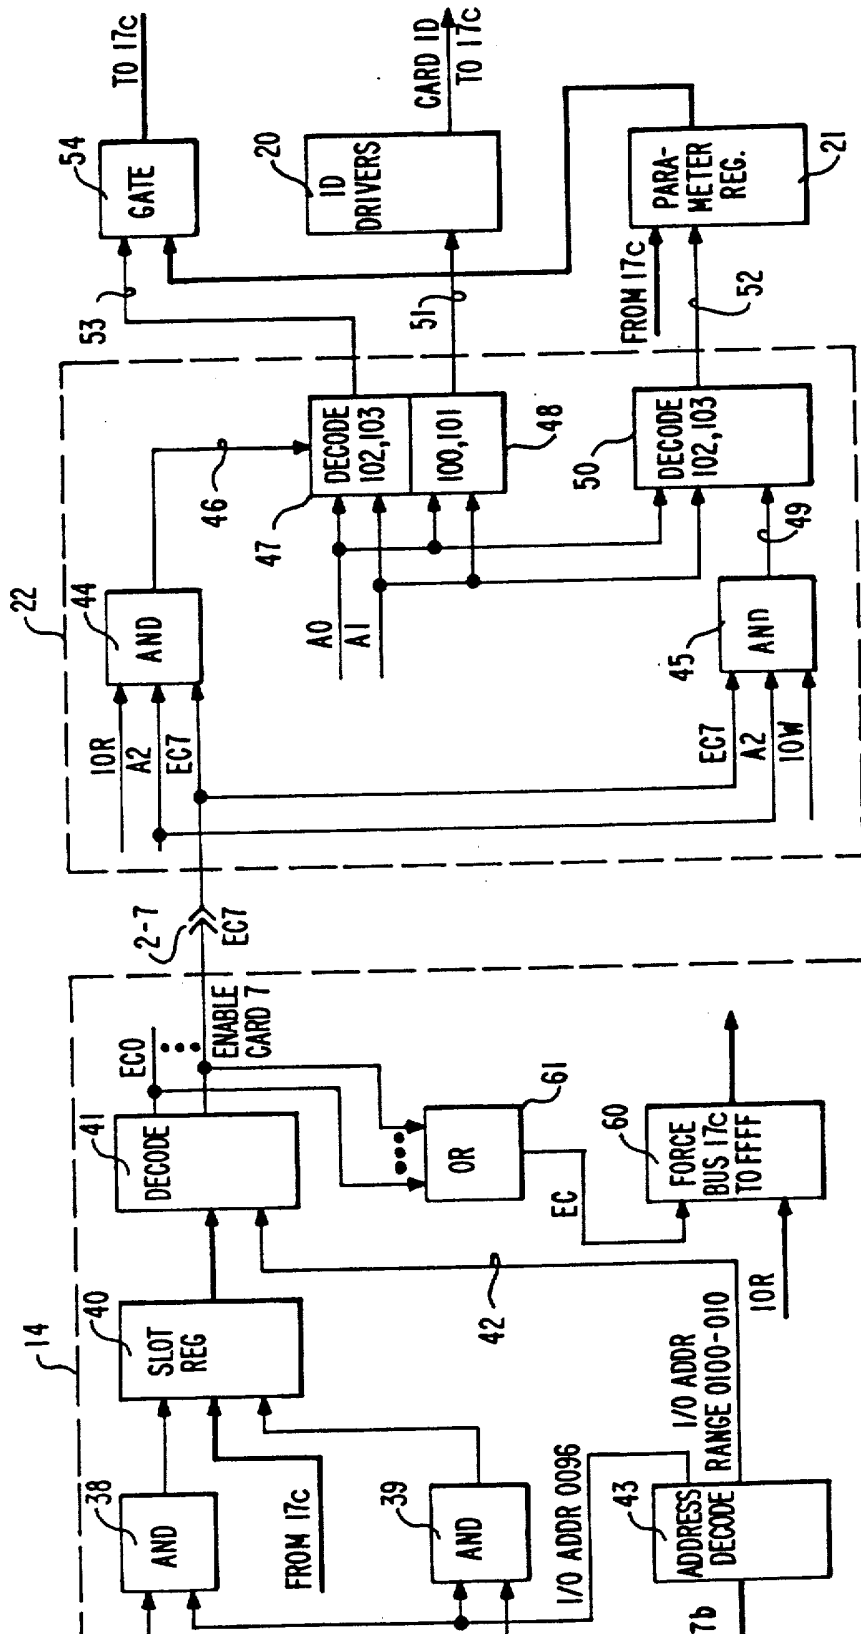 TO 17c
54
GATE
53
CARD ID
TO 17c
20
ID
DRIVERS
51
PARA-
METER
REG.
21
FROM 17c
52
22
44
AND
IOR
A2
EC7
46
47
DECODE
102,103
100,101
48
A0
A1
50
DECODE
102,103
49
45
AND
EC7
A2
IOW
2-7
EC7
14
EC0
ENABLE
CARD 7
41
DECODE
61
OR
EC
60
FORCE
BUS 17c
TO FFFF
IOR
40
SLOT
REG
42
38
AND
FROM 17c
39
AND
I/O ADDR 0096
I/O ADDR
RANGE 0100-010
43
ADDRESS
DECODE
7b